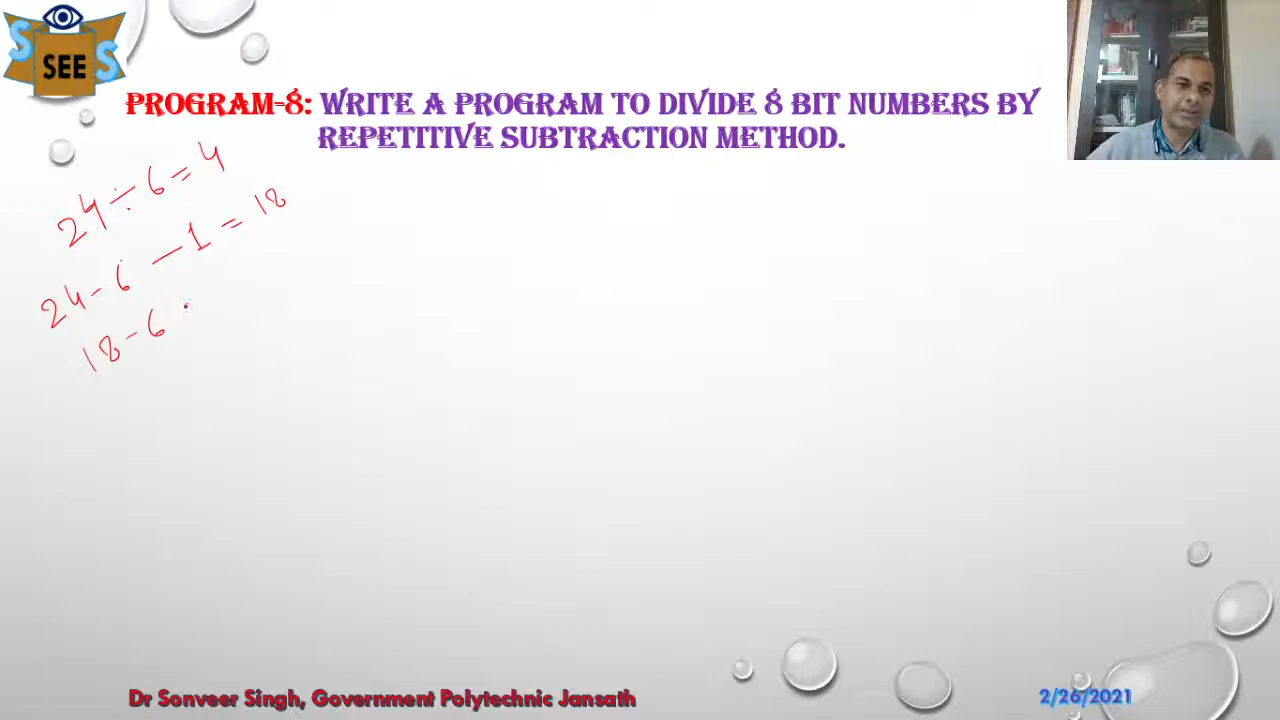 S SEE S
PROGRAM-8: WRITE A PROGRAM TO DIVIDE 8 BIT NUMBERS BY
REPETITIVE SUBTRACTION METHOD.
24 ÷ 6 = 4
24 - 6 — 1 = 18
18 - 6
Dr Sonveer Singh, Government Polytechnic Jansath
2/26/2021